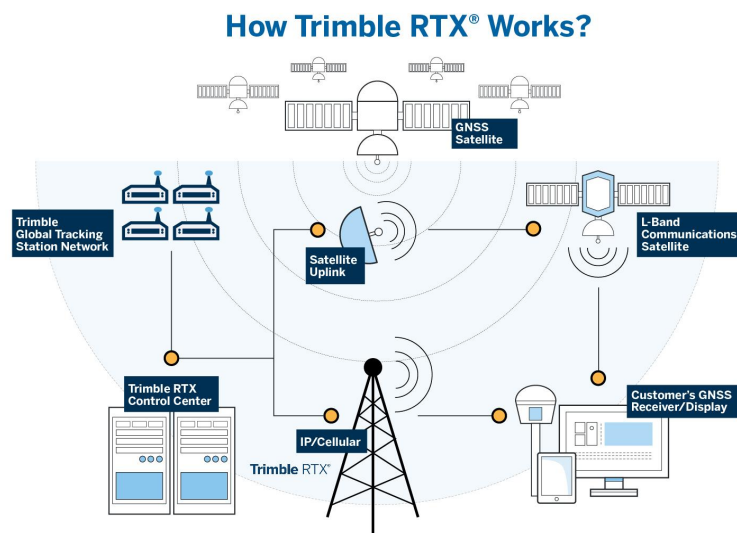 How Trimble RTX® Works?
GNSS
Satellite
Trimble
Global Tracking
Station Network
Satellite
Uplink
L-Band
Communications
Satellite
Trimble RTX
Control Center
IP/Cellular
Customer's GNSS
Receiver/Display
Trimble RTX®